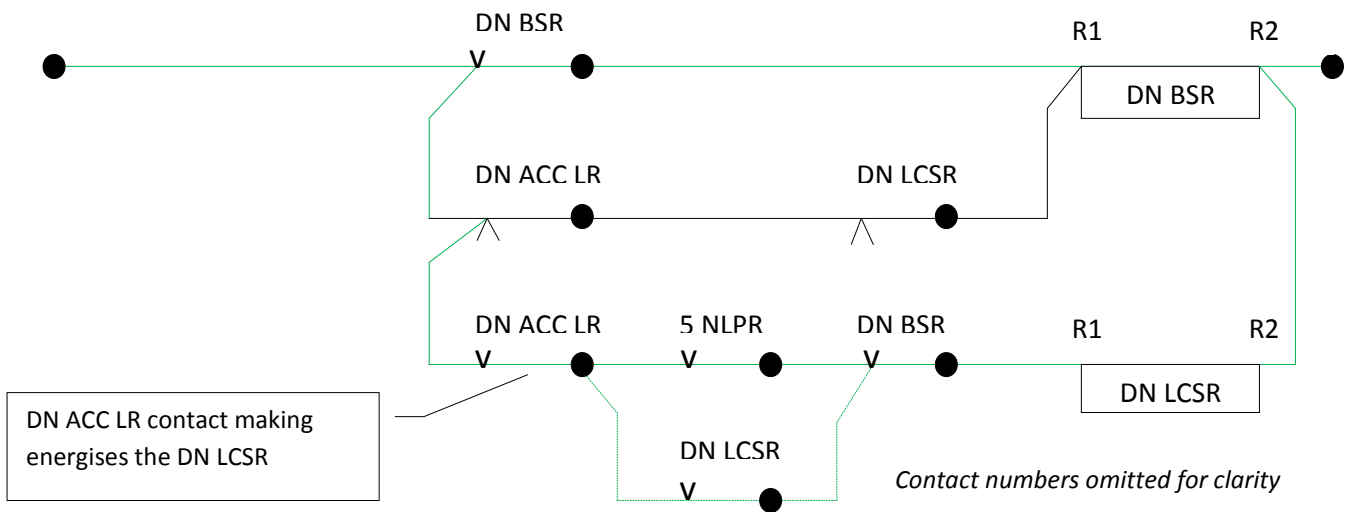 DN BSR
R1
R2
DN BSR
DN ACC LR
DN LCSR
DN ACC LR
5 NLPR
DN BSR
R1
R2
DN LCSR
DN ACC LR contact making
energises the DN LCSR
DN LCSR
Contact numbers omitted for clarity